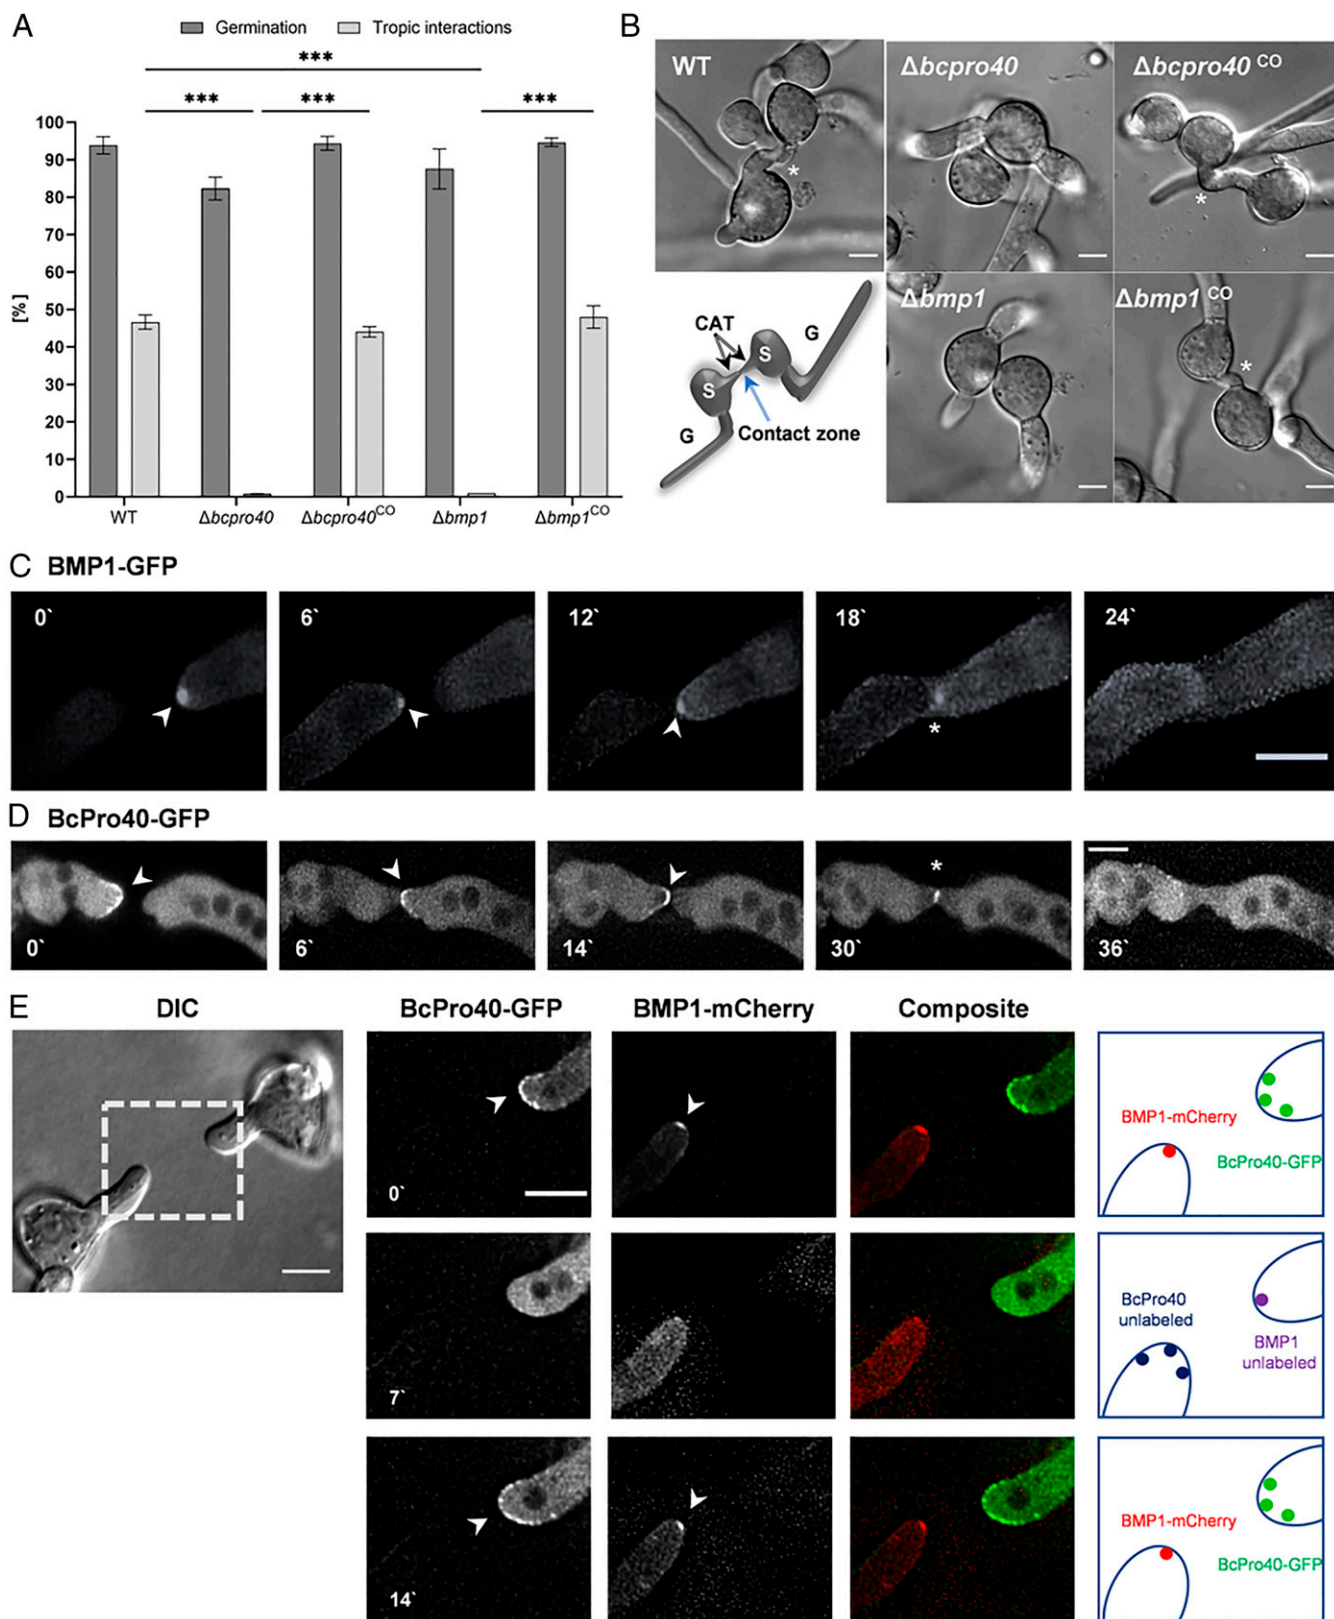 A
Germination
Tropic interactions
***
***
***
***
100
90
80
70
60
50
40
30
20
10
0
[%]
WT
Δbcpro40
Δbcpro40CO
Δbmp1
Δbmp1CO
B
WT
Δbcpro40
Δbcpro40 CO
*
*
CAT
S
S
G
G
Contact zone
Δbmp1
Δbmp1 CO
*
C BMP1-GFP
0`
6`
12`
18`
24`
*
D BcPro40-GFP
*
0`
6`
14`
30`
36`
E
DIC
BcPro40-GFP
BMP1-mCherry
Composite
0`
BMP1-mCherry
BcPro40-GFP
7`
BcPro40
unlabeled
BMP1
unlabeled
14`
BMP1-mCherry
BcPro40-GFP